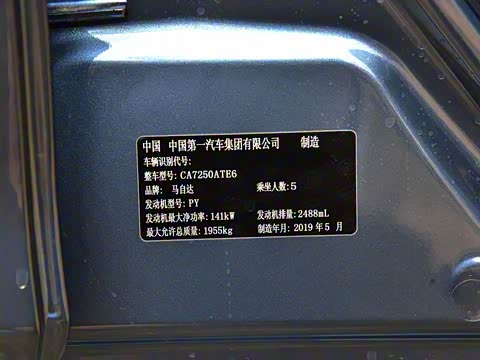 中国 中国第一汽车集团有限公司 制造
车辆识别代号:
整车型号: CA7250ATE6
品牌: 马自达 乘坐人数: 5
发动机型号: PY
发动机最大净功率: 141kW 发动机排量: 2488mL
最大允许总质量: 1955kg 制造年月: 2019 年 5 月